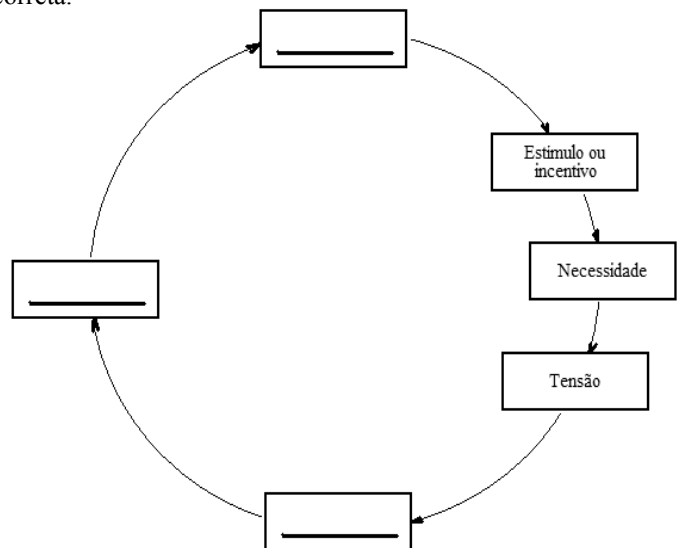 correta.
Estímulo ou
incentivo
Necessidade
Tensão